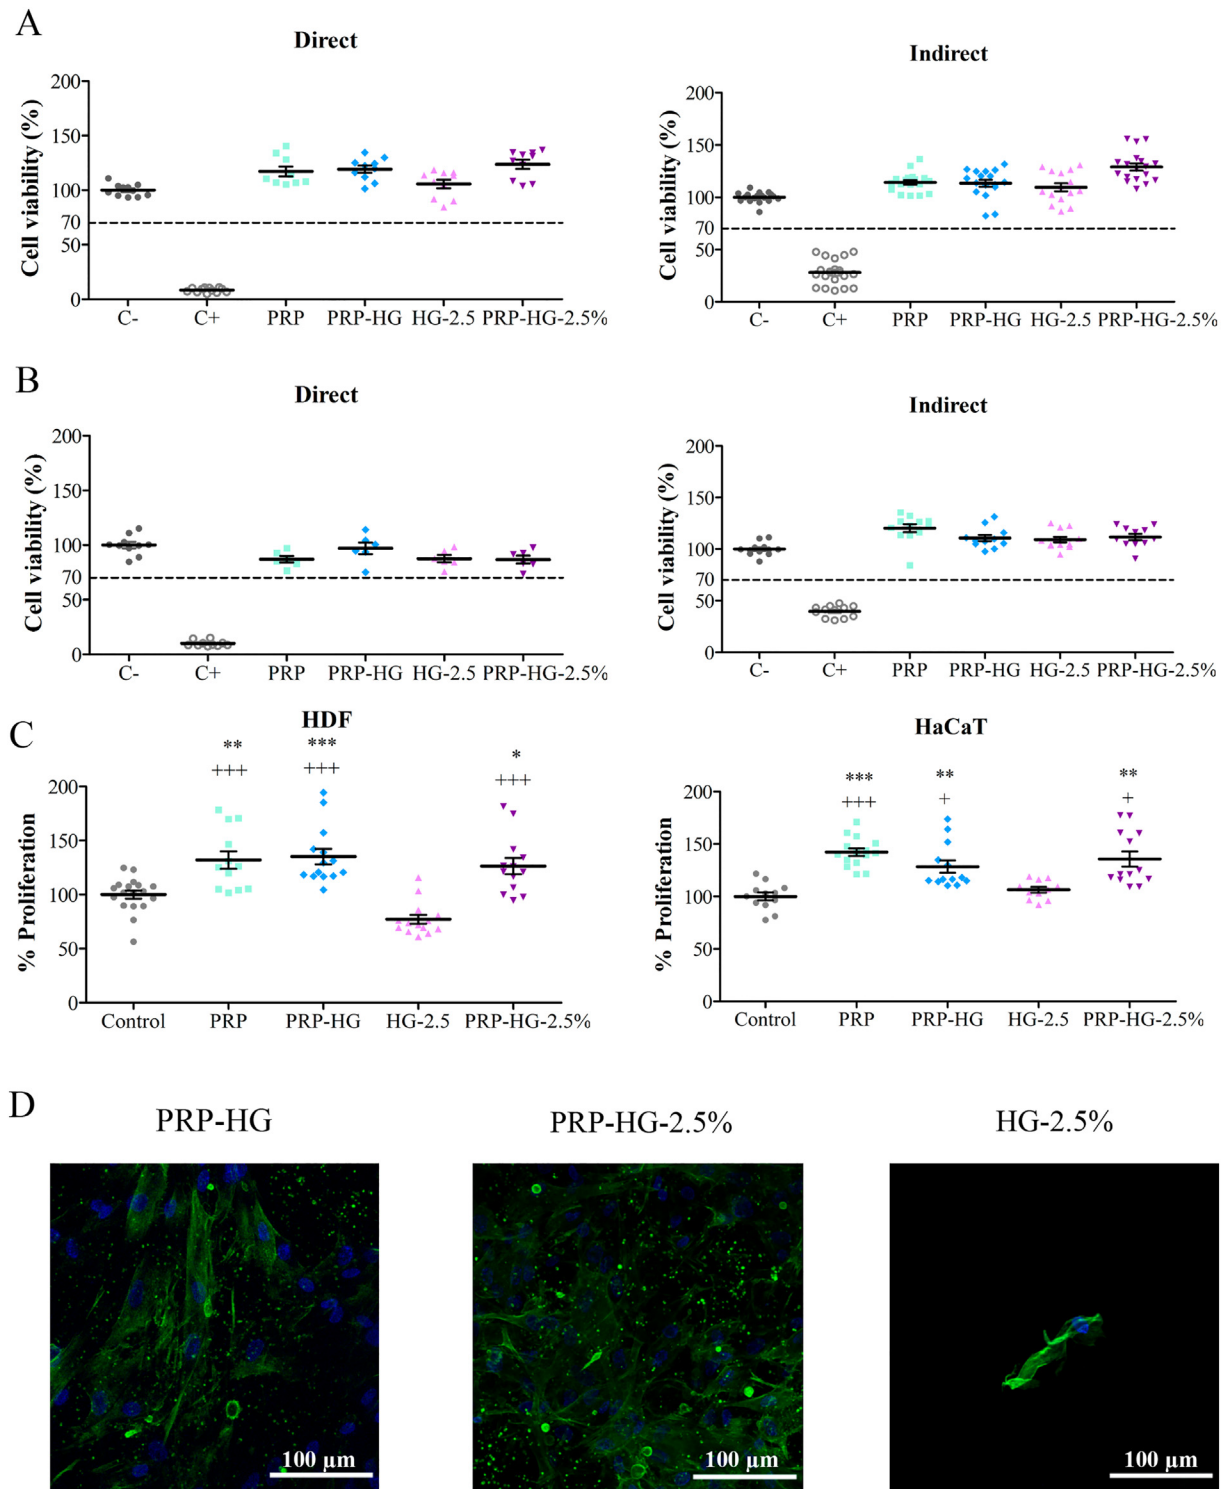 A
Direct
Cell viability (%)
200
150
100
70
50
0
C-
C+
PRP
PRP-HG
HG-2.5
PRP-HG-2.5%
Indirect
Cell viability (%)
200
150
100
70
50
0
C-
C+
PRP
PRP-HG
HG-2.5
PRP-HG-2.5%
B
Direct
Cell viability (%)
200
150
100
70
50
0
C-
C+
PRP
PRP-HG
HG-2.5
PRP-HG-2.5%
Indirect
Cell viability (%)
200
150
100
70
50
0
C-
C+
PRP
PRP-HG
HG-2.5
PRP-HG-2.5%
C
HDF
** *** *
+++ +++ +++
% Proliferation
200
150
100
50
0
Control
PRP
PRP-HG
HG-2.5
PRP-HG-2.5%
HaCaT
*** ** **
+++ + +
% Proliferation
200
150
100
50
0
Control
PRP
PRP-HG
HG-2.5
PRP-HG-2.5%
D
PRP-HG
PRP-HG-2.5%
HG-2.5%
100 µm
100 µm
100 µm